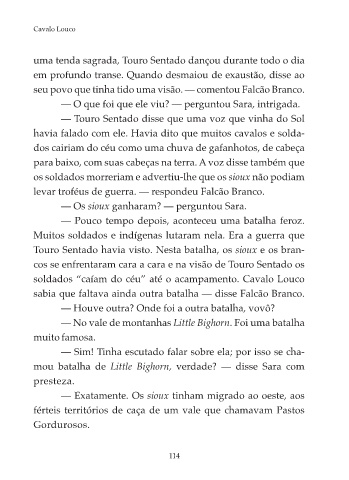 Cavalo Louco
uma tenda sagrada, Touro Sentado dançou durante todo o dia
em profundo transe. Quando desmaiou de exaustão, disse ao
seu povo que tinha tido uma visão. — comentou Falcão Branco.
— O que foi que ele viu? — perguntou Sara, intrigada.
— Touro Sentado disse que uma voz que vinha do Sol
havia falado com ele. Havia dito que muitos cavalos e solda-
dos cairiam do céu como uma chuva de gafanhotos, de cabeça
para baixo, com suas cabeças na terra. A voz disse também que
os soldados morreriam e advertiu-lhe que os sioux não podiam
levar troféus de guerra. — respondeu Falcão Branco.
— Os sioux ganharam? — perguntou Sara.
— Pouco tempo depois, aconteceu uma batalha feroz.
Muitos soldados e indígenas lutaram nela. Era a guerra que
Touro Sentado havia visto. Nesta batalha, os sioux e os bran-
cos se enfrentaram cara a cara e na visão de Touro Sentado os
soldados “caíam do céu” até o acampamento. Cavalo Louco
sabia que faltava ainda outra batalha — disse Falcão Branco.
— Houve outra? Onde foi a outra batalha, vovô?
— No vale de montanhas Little Bighorn. Foi uma batalha
muito famosa.
— Sim! Tinha escutado falar sobre ela; por isso se cha-
mou batalha de Little Bighorn, verdade? — disse Sara com
presteza.
— Exatamente. Os sioux tinham migrado ao oeste, aos
férteis territórios de caça de um vale que chamavam Pastos
Gordurosos.
114